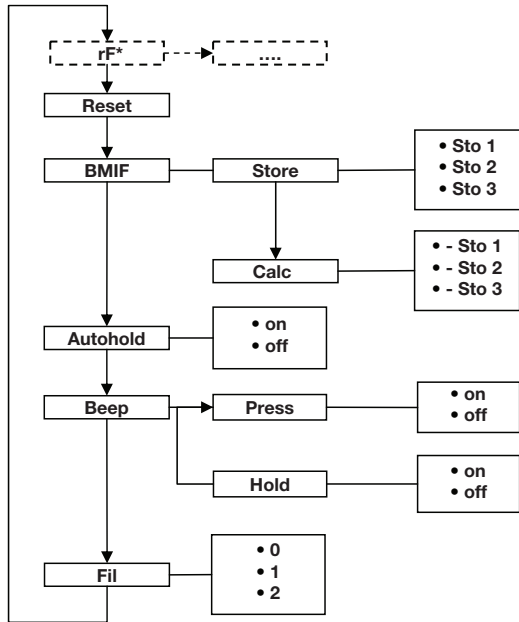 rF*
....
Reset
BMIF
Store
• Sto 1
• Sto 2
• Sto 3
Calc
• - Sto 1
• - Sto 2
• - Sto 3
Autohold
• on
• off
Beep
Press
• on
• off
Hold
• on
• off
Fil
• 0
• 1
• 2